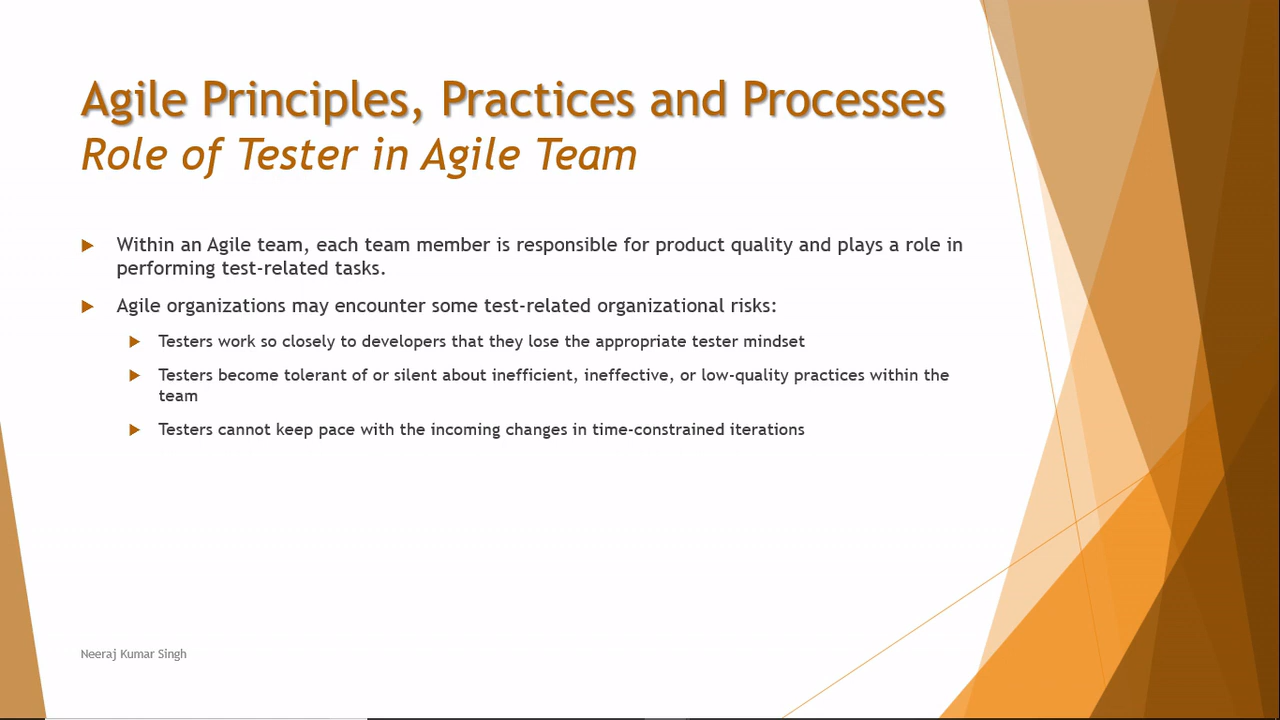 Agile Principles, Practices and Processes
Role of Tester in Agile Team
Within an Agile team, each team member is responsible for product quality and plays a role in
performing test-related tasks.
Agile organizations may encounter some test-related organizational risks:
Testers work so closely to developers that they lose the appropriate tester mindset
Testers become tolerant of or silent about inefficient, ineffective, or low-quality practices within the
team
Testers cannot keep pace with the incoming changes in time-constrained iterations
Neeraj Kumar Singh